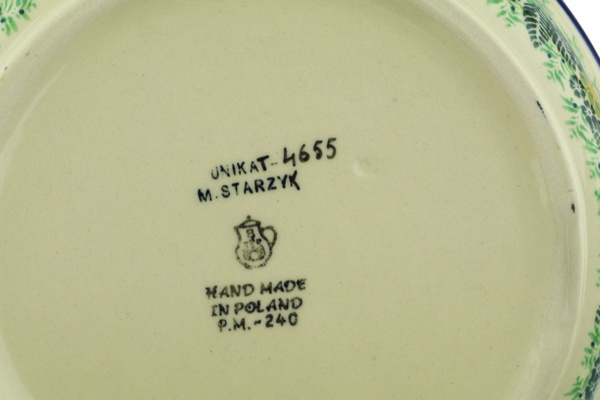 UNIKAT-4655
M. STARZYK
HAND MADE
IN POLAND
P.M.-240